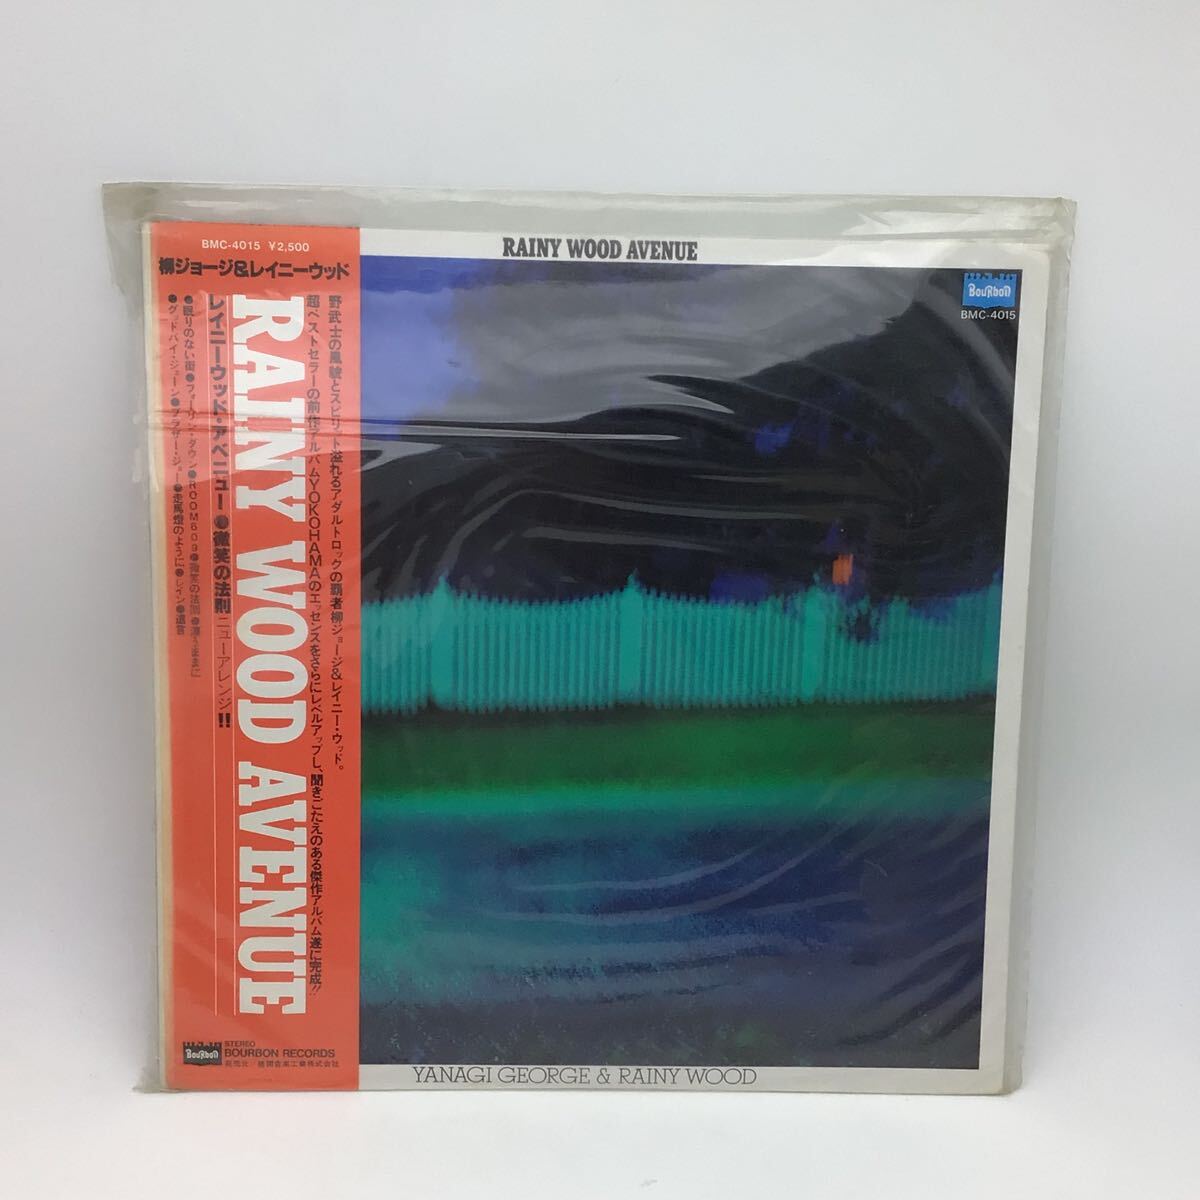 BMC-4015 ¥2,500
柳ジョージ&レイニーウッド
野武士の風貌とスピリット溢れるアダルトロックの覇者柳ジョージ&レイニー・ウッド。
超ベストセラーの前作アルバムYOKOHAMAのエッセンスをさらにレベルアップし、聞きごたえのある傑作アルバム遂に完成!!
RAINY WOOD AVENUE
レイニーウッド・アベニュー●微笑の法則ニューアレンジ!!
●眠りのない街●フォーリン・ダウン●ROOM609●微笑の法則●漂うままに
●グッドバイ・ジェーン●ブラザー・ジョー●走馬燈のように●レイン●遺言
Bourbon
STEREO
BOURBON RECORDS
RAINY WOOD AVENUE
Bourbon
BMC-4015
YANAGI GEORGE & RAINY WOOD